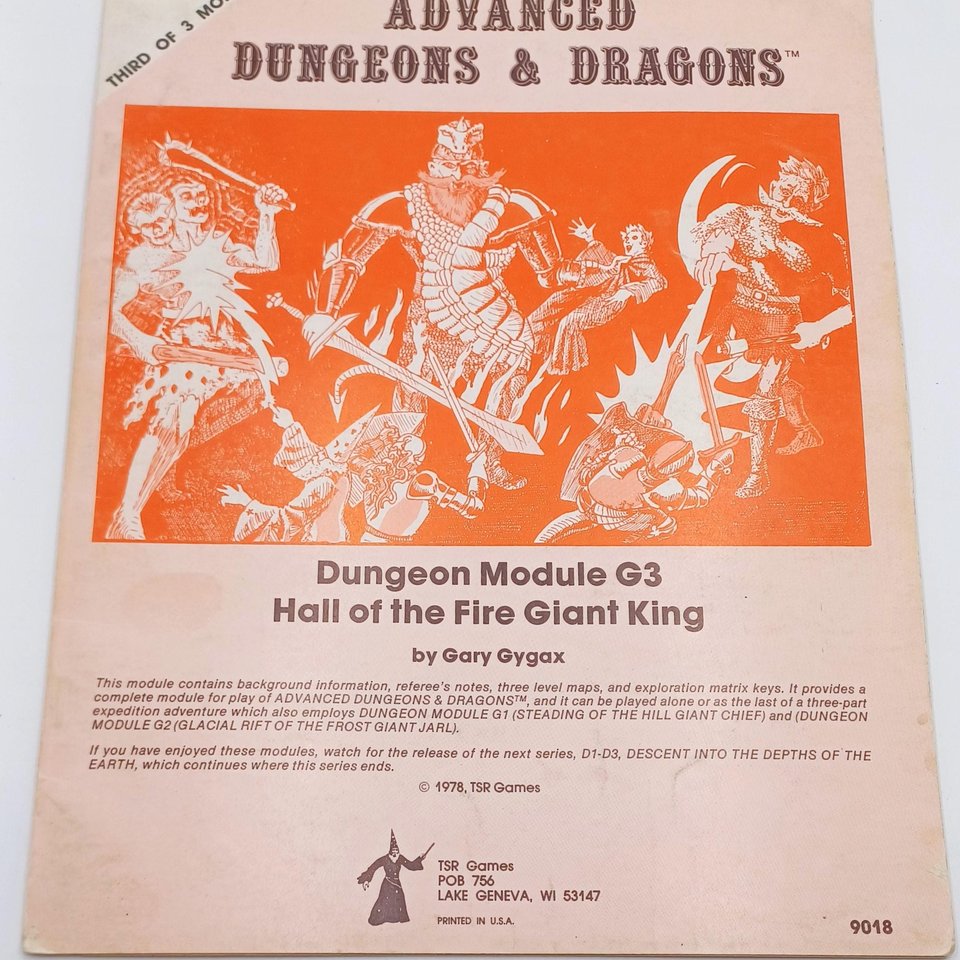 THIRD OF 3
ADVANCED
DUNGEONS & DRAGONS™
Dungeon Module G3
Hall of the Fire Giant King
by Gary Gygax
This module contains background information, referee's notes, three level maps, and exploration matrix keys. It provides a
complete module for play of ADVANCED DUNGEONS & DRAGONS™, and it can be played alone or as the last of a three-part
expedition adventure which also employs DUNGEON MODULE G1 (STEADING OF THE HILL GIANT CHIEF) and (DUNGEON
MODULE G2 (GLACIAL RIFT OF THE FROST GIANT JARL).
If you have enjoyed these modules, watch for the release of the next series, D1-D3, DESCENT INTO THE DEPTHS OF THE
EARTH, which continues where this series ends.
© 1978, TSR Games
TSR Games
POB 756
LAKE GENEVA, WI 53147
PRINTED IN U.S.A.
9018